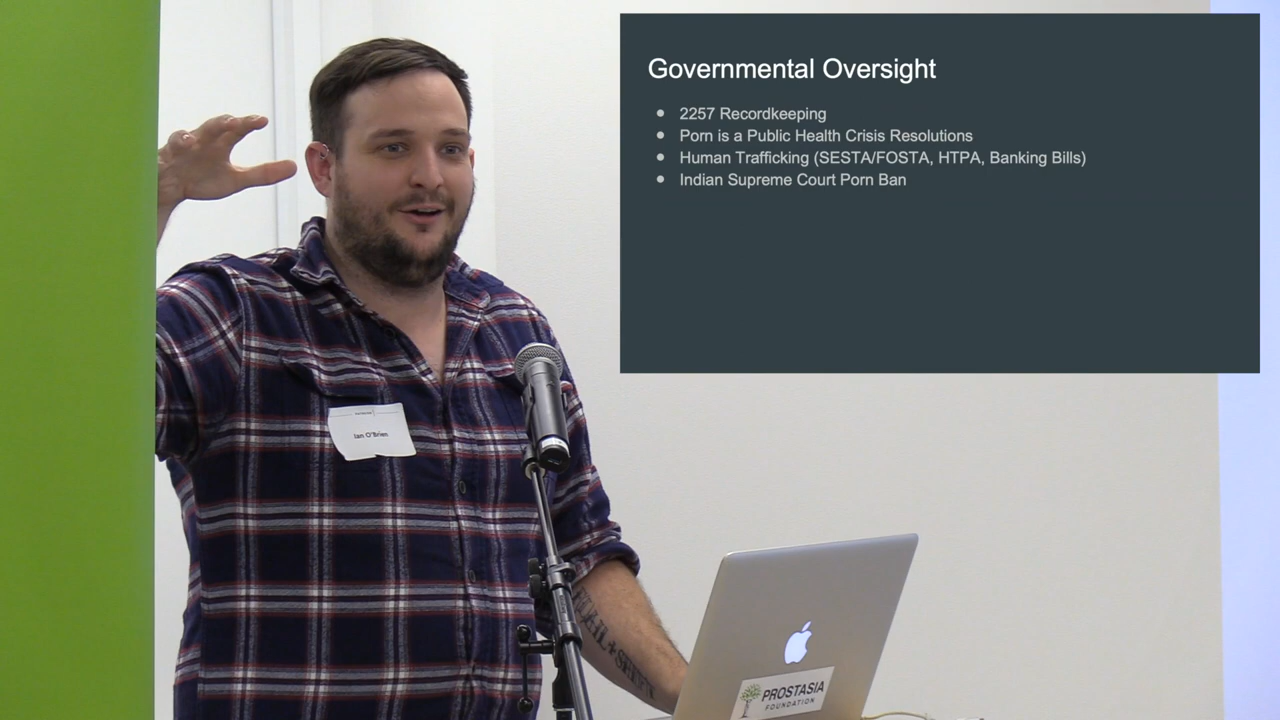 Governmental Oversight
● 2257 Recordkeeping
● Porn is a Public Health Crisis Resolutions
● Human Trafficking (SESTA/FOSTA, HTPA, Banking Bills)
● Indian Supreme Court Porn Ban
Ian O'Brien
PROSTASIA
FOUNDATION